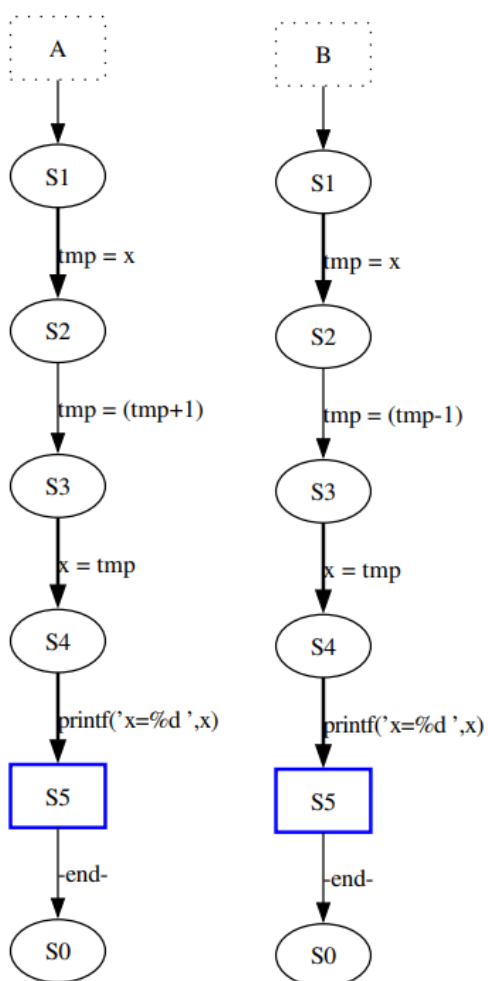 A
S1
tmp = x
S2
tmp = (tmp+1)
S3
x = tmp
S4
printf('x=%d ',x)
S5
-end-
S0
B
S1
tmp = x
S2
tmp = (tmp-1)
S3
x = tmp
S4
printf('x=%d ',x)
S5
-end-
S0